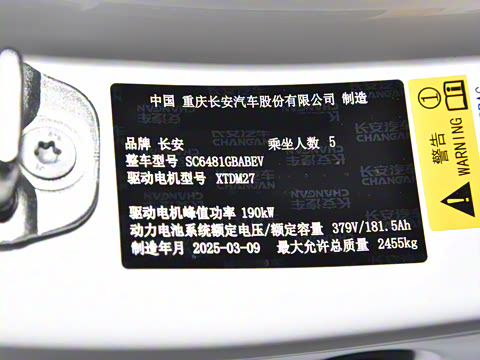 中国 重庆长安汽车股份有限公司 制造
品牌 长安 乘坐人数 5
整车型号 SC6481GBABEV
驱动电机型号 XTDM27
驱动电机峰值功率 190kW
动力电池系统额定电压/额定容量 379V/181.5Ah
制造年月 2025-03-09 最大允许总质量 2455kg
警告
WARNING